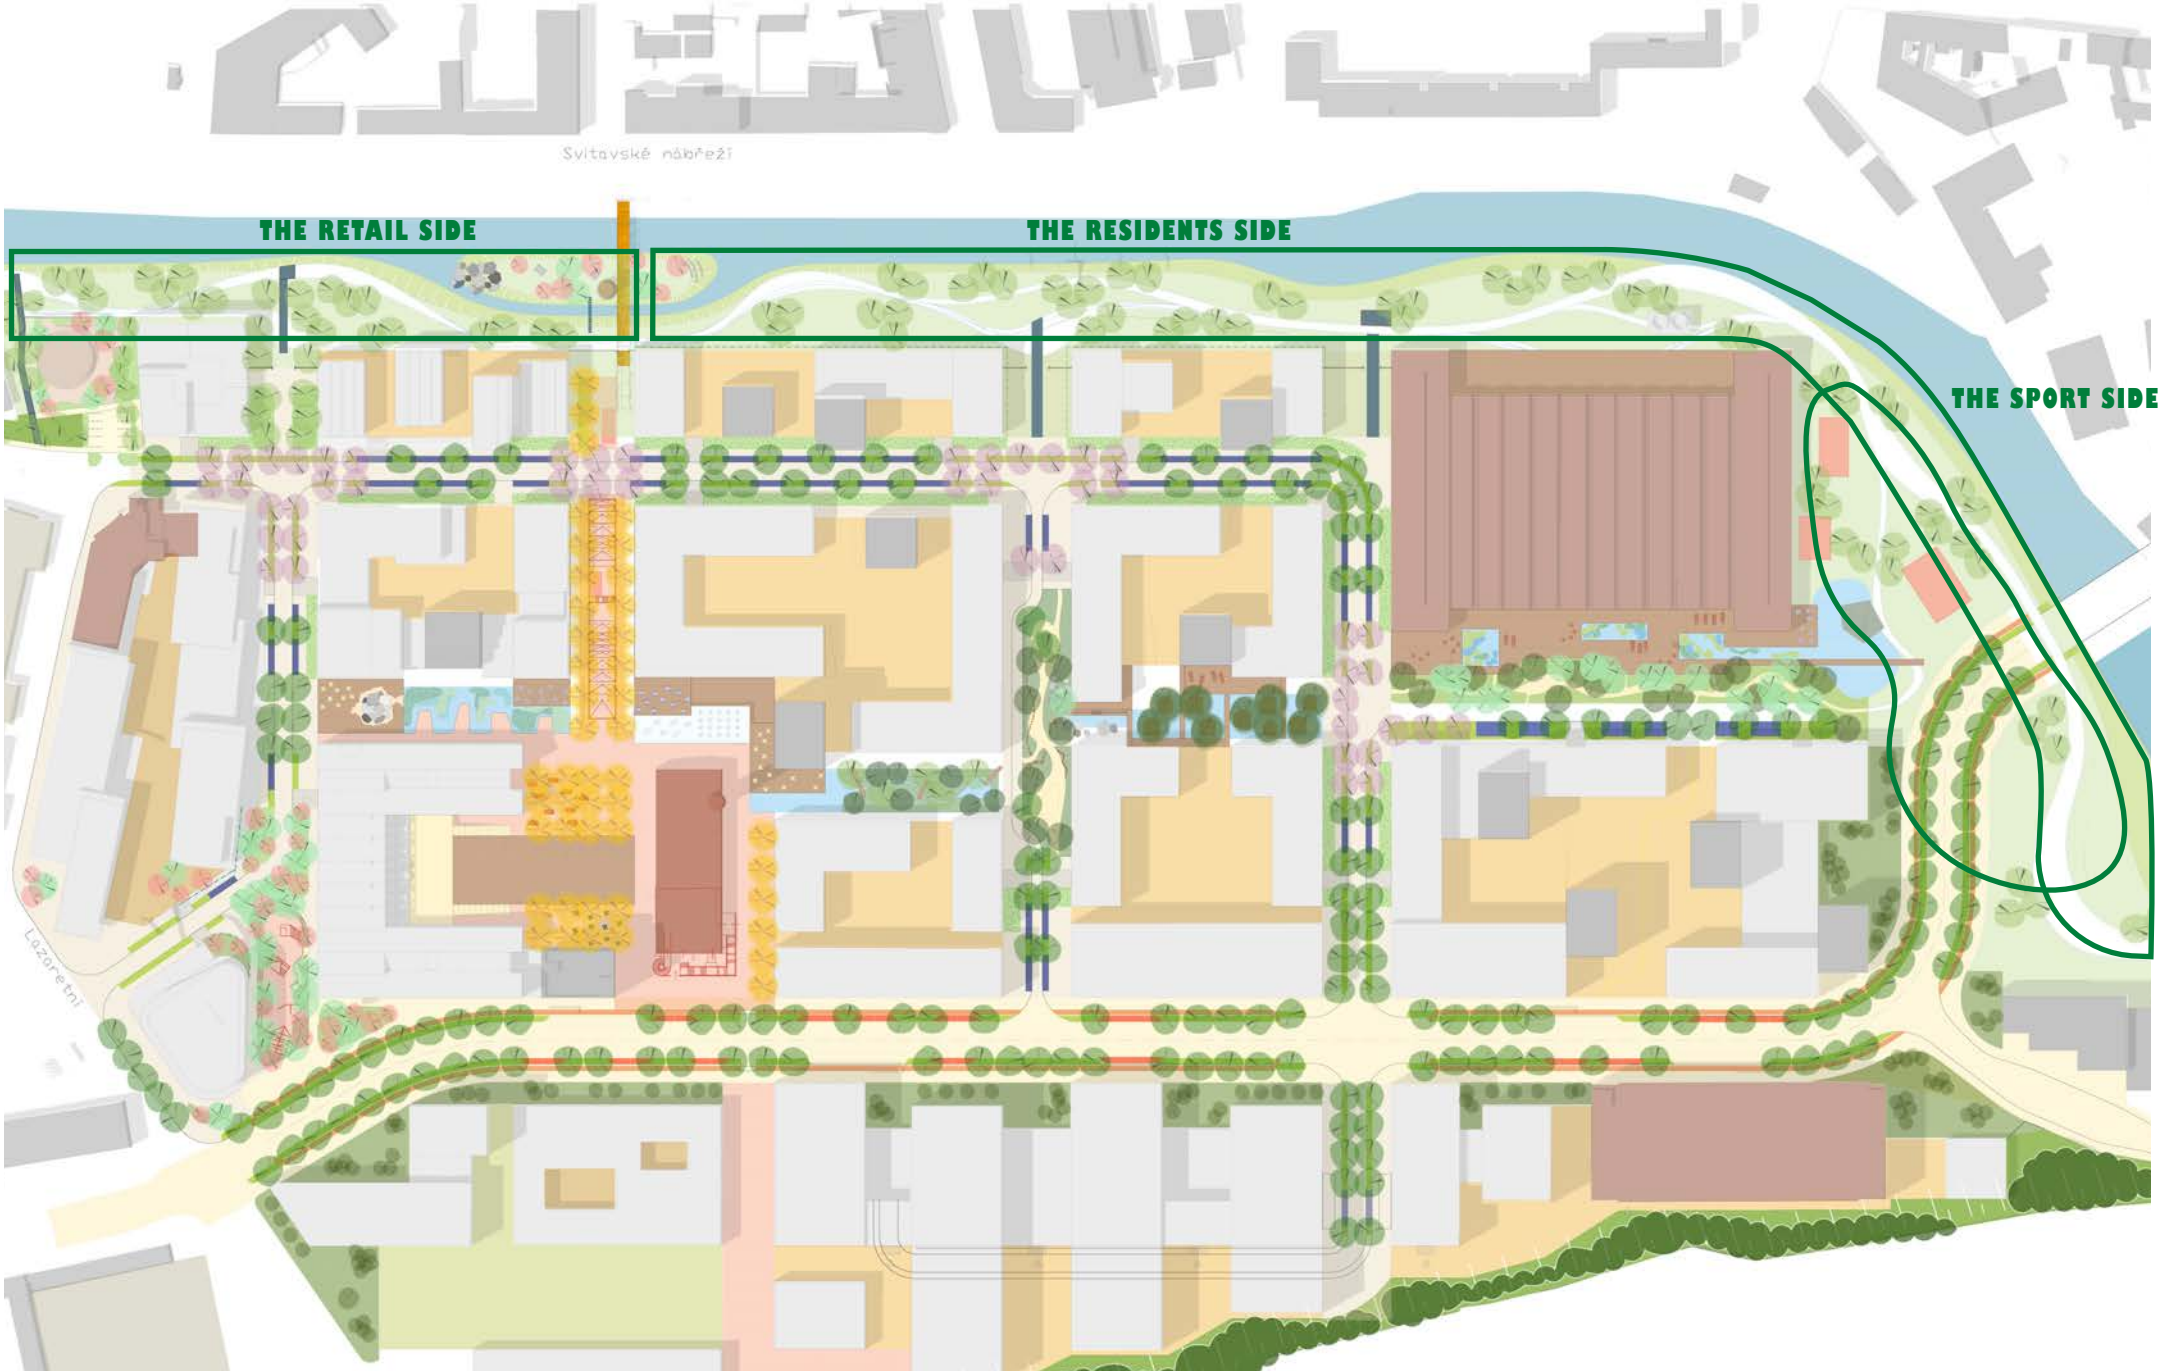 Svitavské nábřeží
THE RETAIL SIDE
THE RESIDENTS SIDE
THE SPORT SIDE
Lazaretní